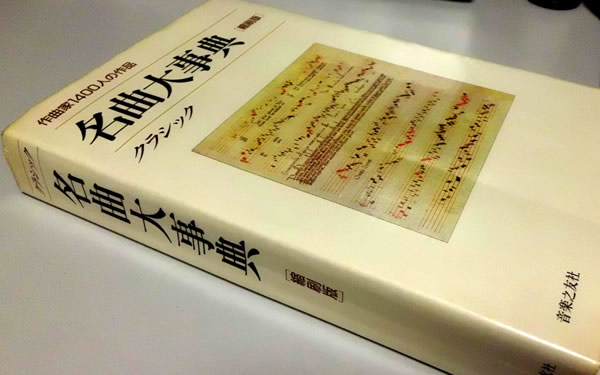 作曲家1400人の作品
名曲大事典
縮刷版
クラシック
音楽之友社
クラシック
名曲大事典
[縮刷版]